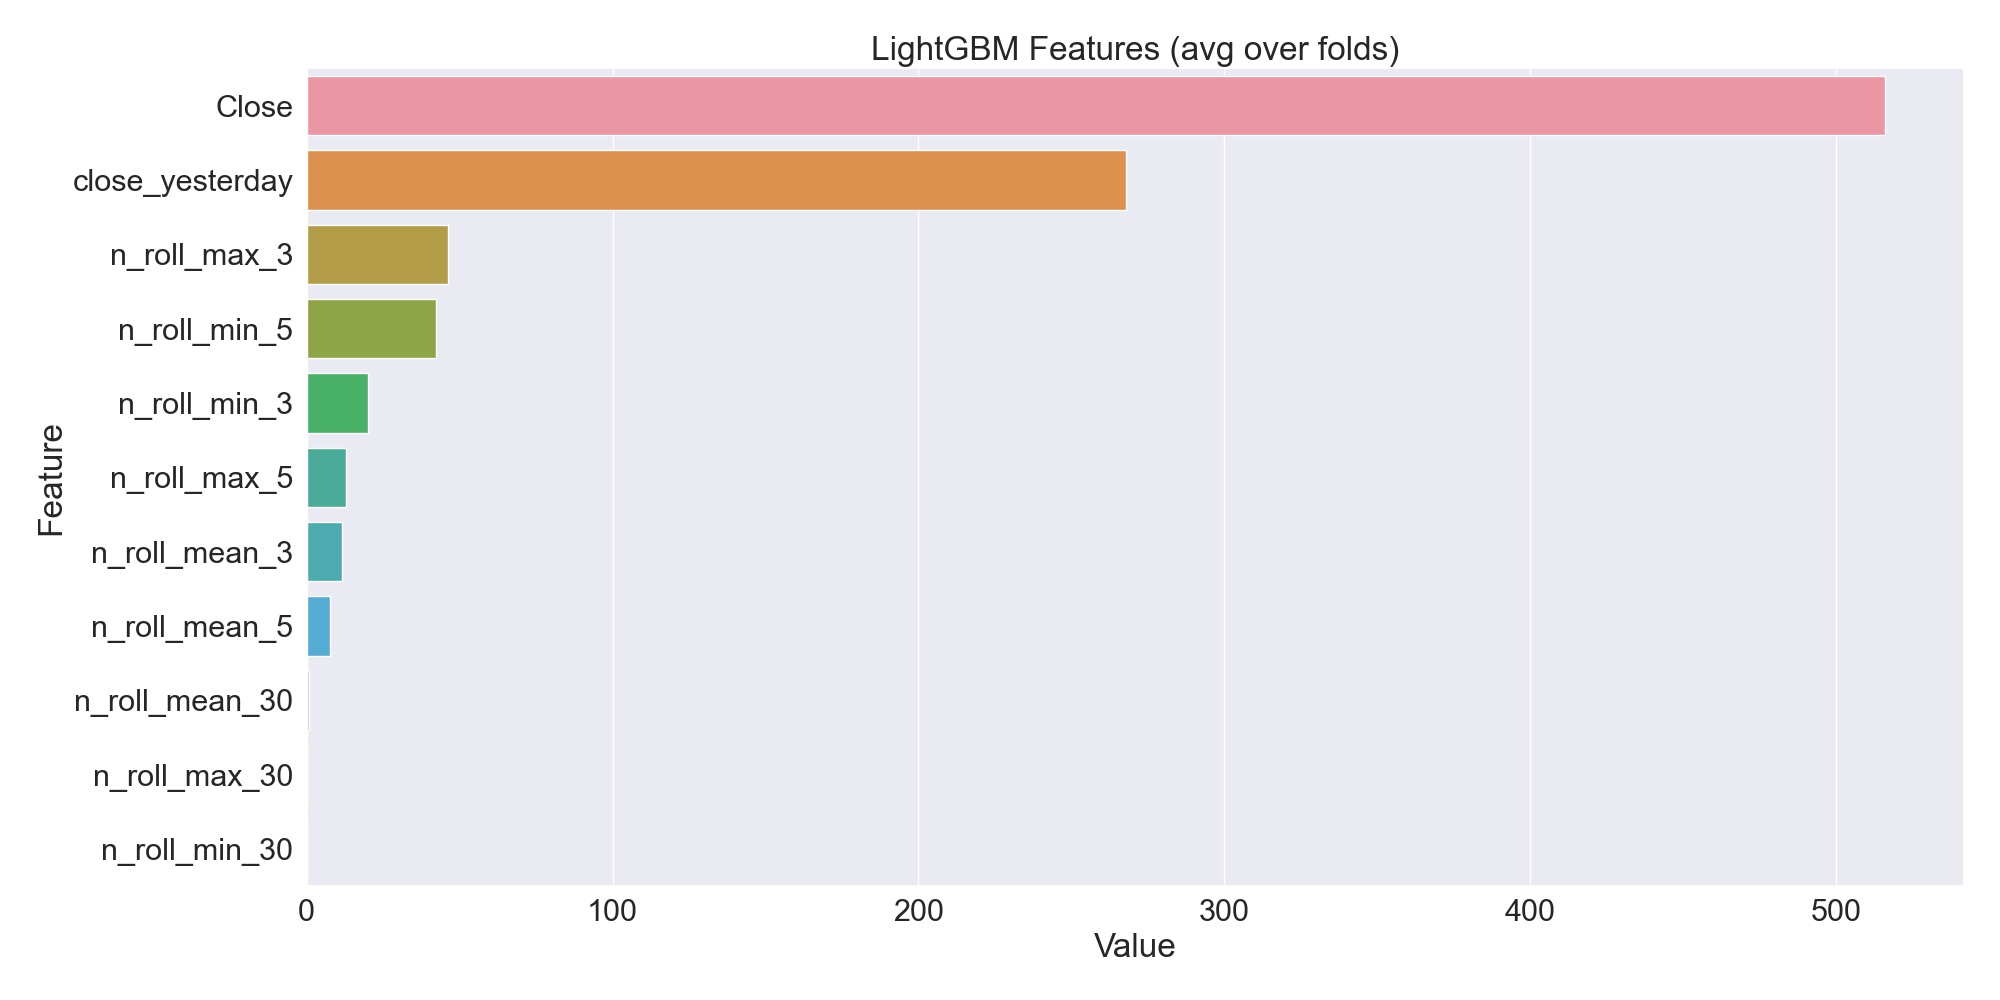 LightGBM Features (avg over folds)
Close
close_yesterday
n_roll_max_3
n_roll_min_5
n_roll_min_3
n_roll_max_5
n_roll_mean_3
n_roll_mean_5
n_roll_mean_30
n_roll_max_30
n_roll_min_30
Feature
0 100 200 300 400 500
Value